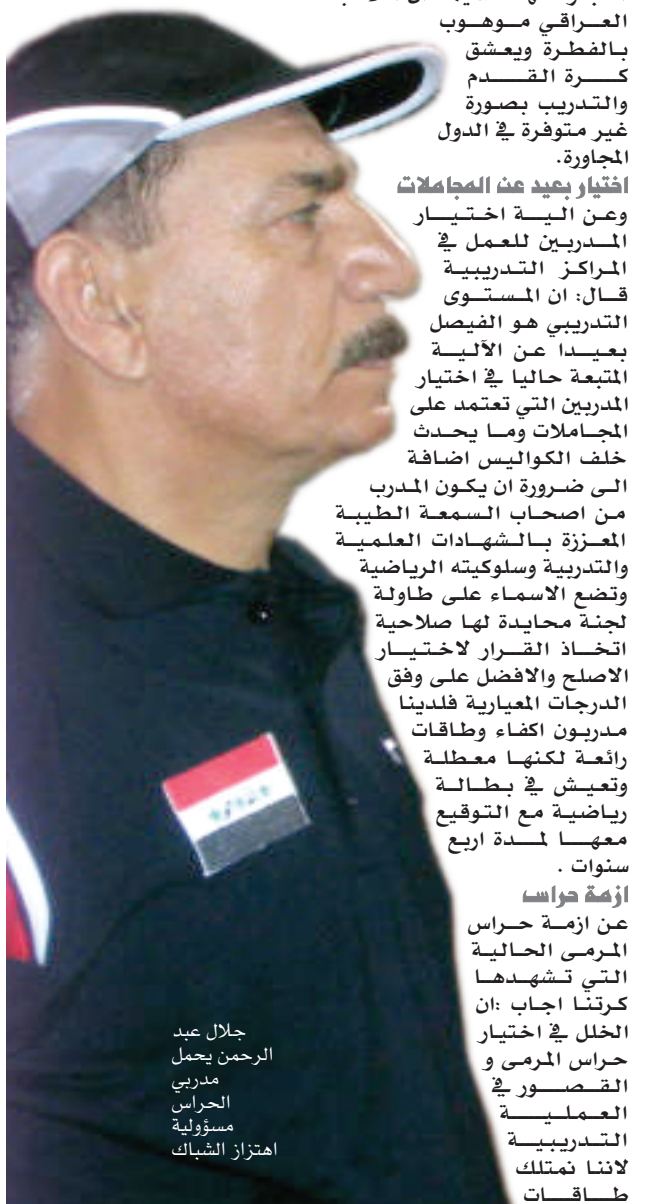 العراقي موهوب
بالفطرة ويعشق
كرة القدم
والتدريب بصورة
غير متوفرة في الدول
المجاورة.
اختيار بعيد عن المجاملات
وعن الية اختيار
المدربين للعمل في
المراكز التدريبية
قال: ان المستوى
التدريبي هو الفيصل
بعيدا عن الآلية
المتبعة حاليا في اختيار
المدربين التي تعتمد على
المجاملات وما يحدث
خلف الكواليس اضافة
الى ضرورة ان يكون المدرب
من اصحاب السمعة الطيبة
المعززة بالشهادات العلمية
والتدربية وسلوكيته الرياضية
وتضع الاسماء على طاولة
لجنة محايدة لها صلاحية
اتخاذ القرار لاختيار
الاصلح والافضل على وفق
الدرجات المعيارية فلدينا
مدربون اكفاء وطاقات
رائعة لكنها معطلة
وتعيش في بطالة
رياضية مع التوقيع
معها لمدة اربع
سنوات .
ازمة حراس
عن ازمة حراس
المرمى الحالية
التي تشهدها
كرتنا اجاب :ان
الخلل في اختيار
حراس المرمى و
القصور في
العملية
التدريبية
لاننا نمتلك
طاقات
جلال عبد
الرحمن يحمل
مدربي
الحراس
مسؤولية
اهتزاز الشباك